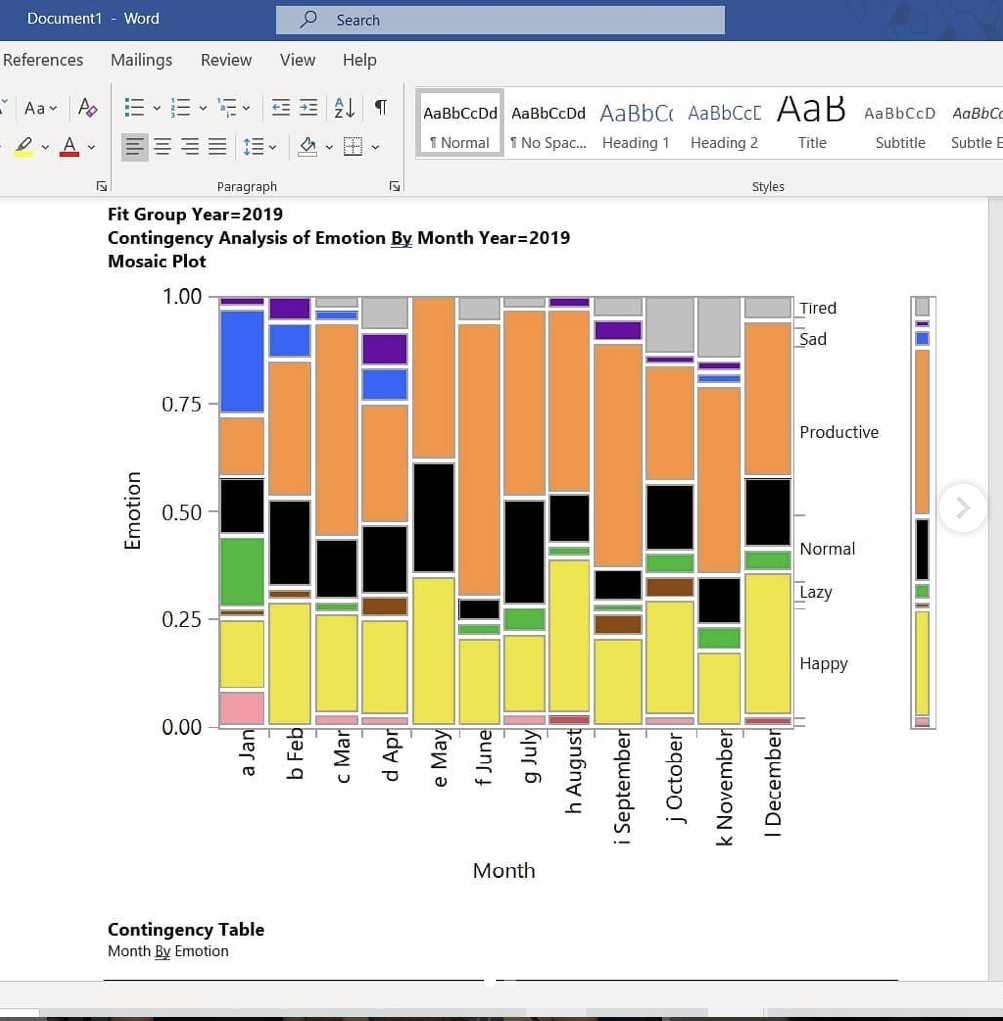 Document1 - Word
Search
References Mailings Review View Help
Aa
A
A
Z
¶
AaBbCcDd AaBbCcDd AaBbC AaBbCcE AaB AaBbCcD AaBbCc
A
¶ Normal ¶ No Spac... Heading 1 Heading 2 Title Subtitle Subtle E
Paragraph Styles
Fit Group Year=2019
Contingency Analysis of Emotion By Month Year=2019
Mosaic Plot
1.00
Tired
Sad
0.75
Productive
Emotion
0.50
Normal
Lazy
0.25
Happy
0.00
a Jan
b Feb
c Mar
d Apr
e May
f June
g July
h August
i September
j October
k November
l December
Month
Contingency Table
Month By Emotion